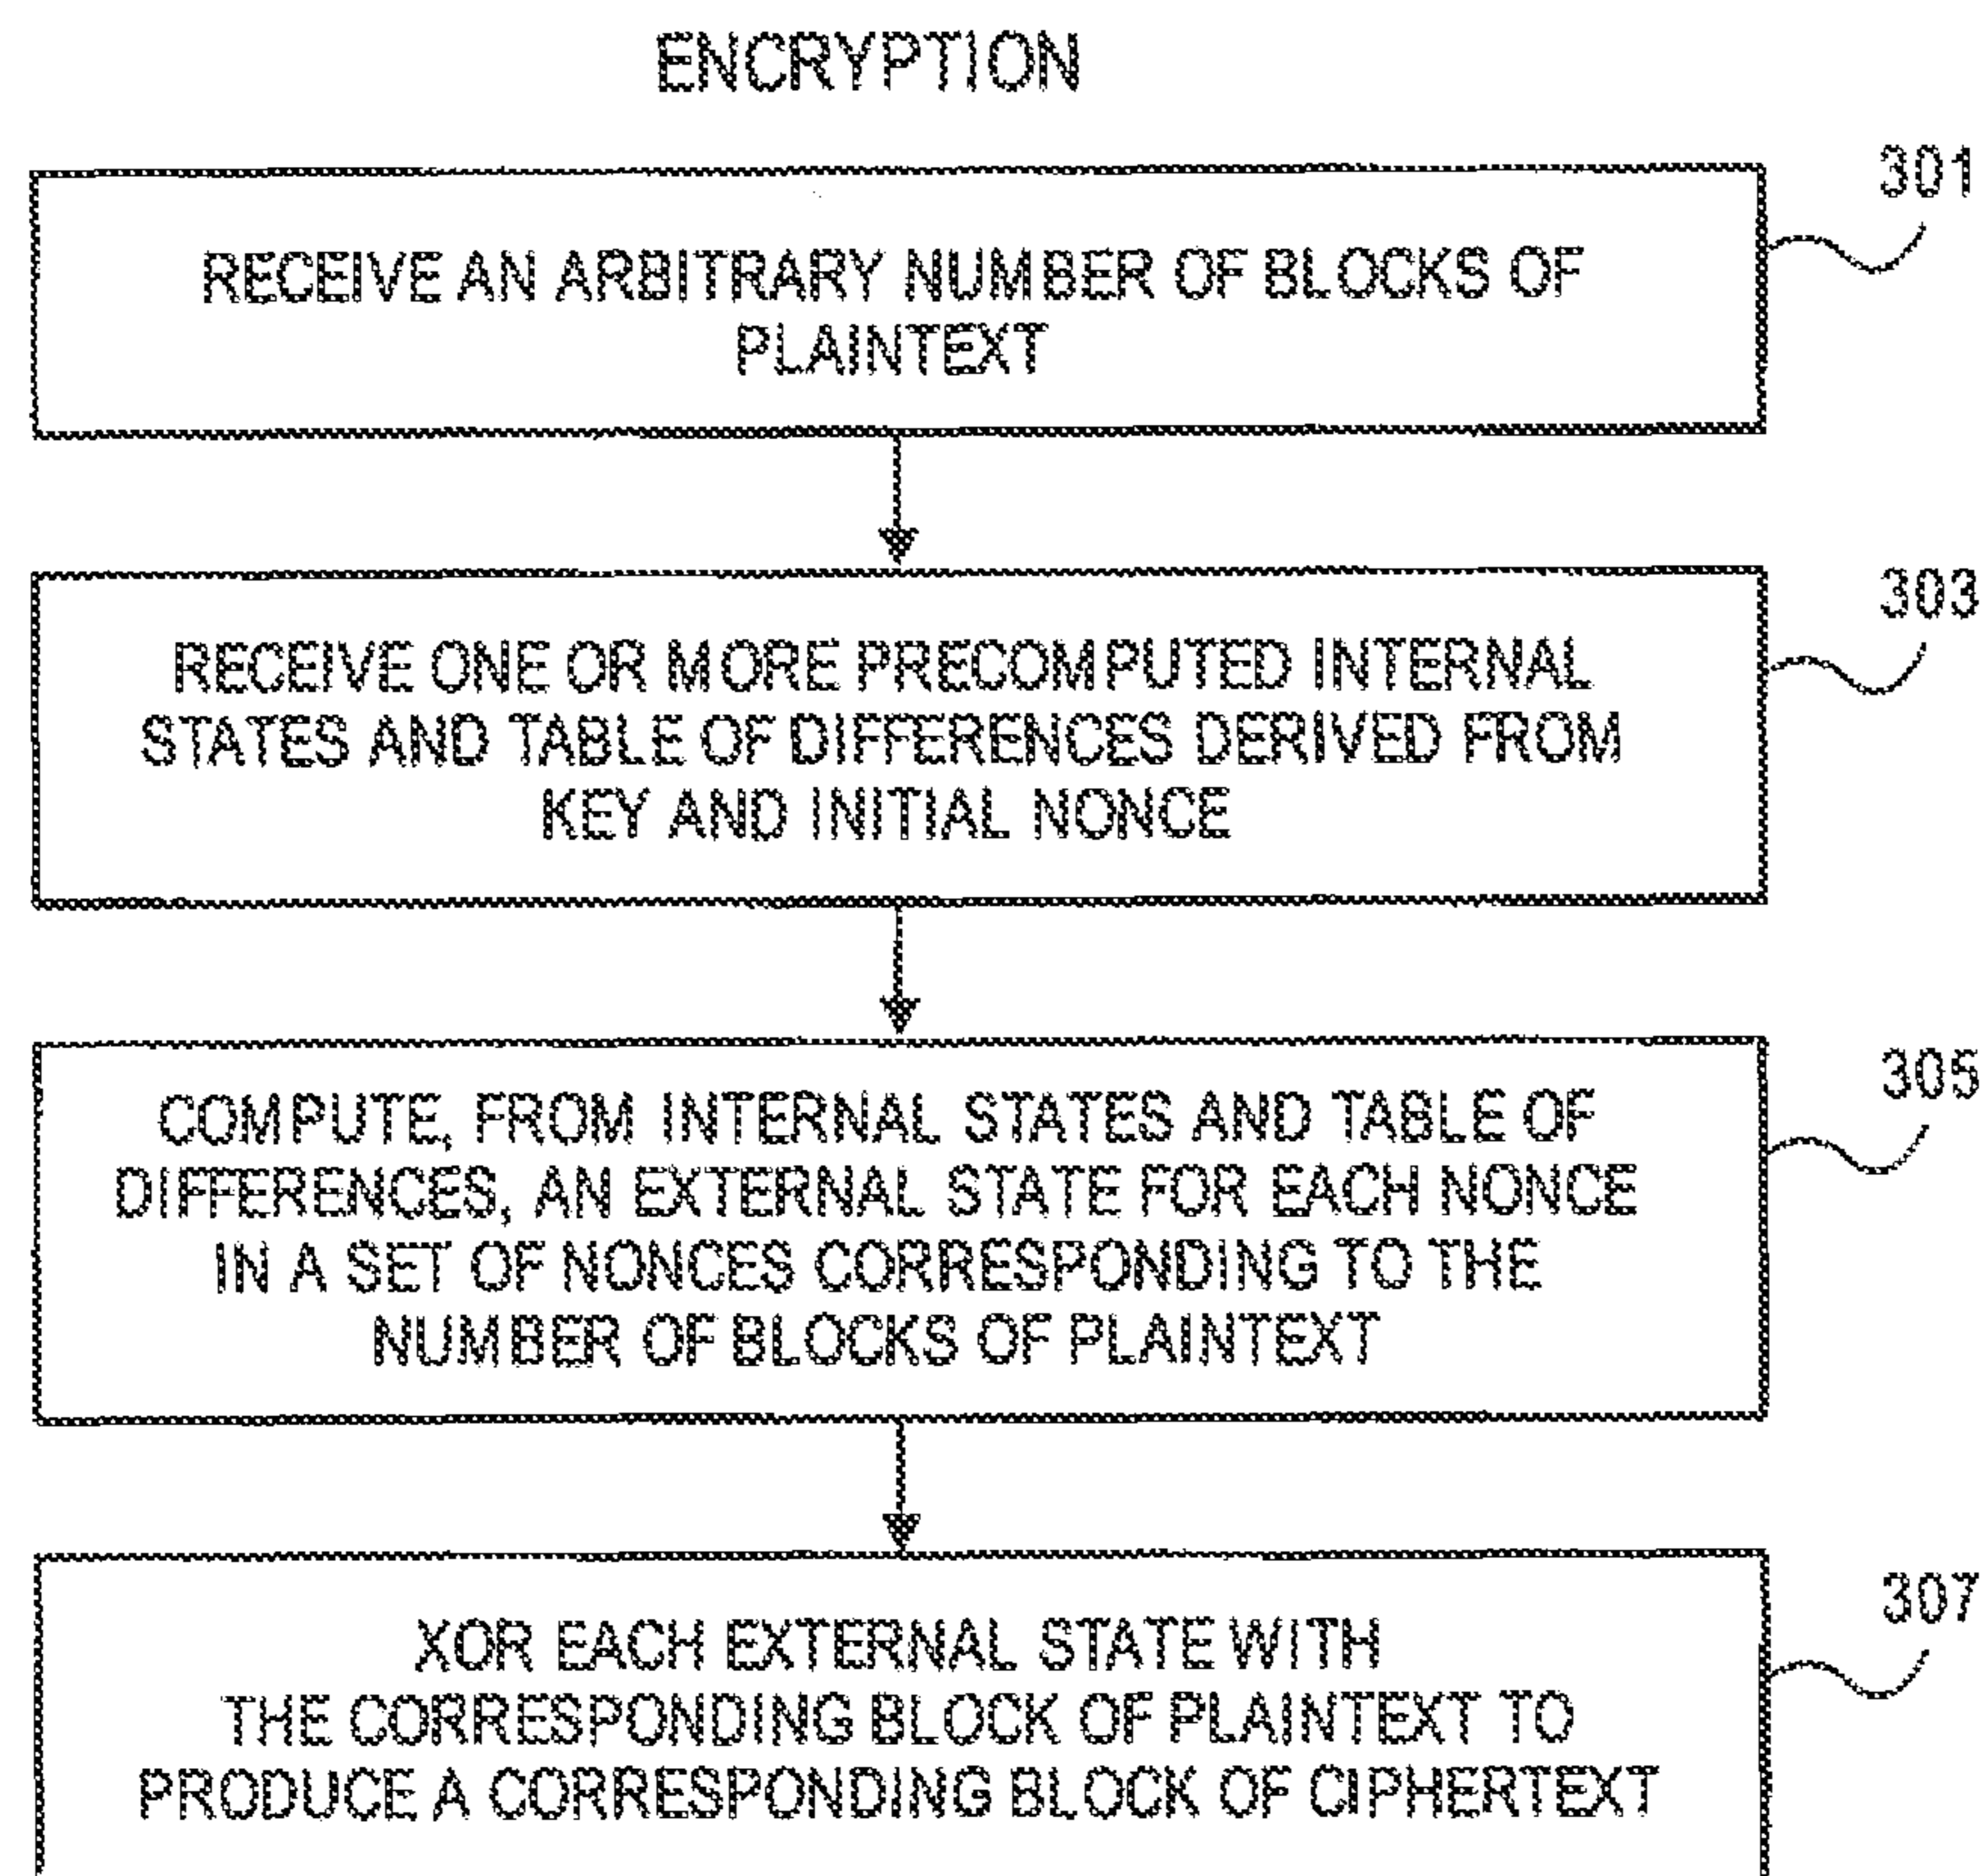 ENCRYPTION
301
RECEIVE AN ARBITRARY NUMBER OF BLOCKS OF
PLAINTEXT
303
RECEIVE ONE OR MORE PRECOMPUTED INTERNAL
STATES AND TABLE OF DIFFERENCES DERIVED FROM
KEY AND INITIAL NONCE
305
COMPUTE, FROM INTERNAL STATES AND TABLE OF
DIFFERENCES, AN EXTERNAL STATE FOR EACH NONCE
IN A SET OF NONCES CORRESPONDING TO THE
NUMBER OF BLOCKS OF PLAINTEXT
307
XOR EACH EXTERNAL STATE WITH
THE CORRESPONDING BLOCK OF PLAINTEXT TO
PRODUCE A CORRESPONDING BLOCK OF CIPHERTEXT